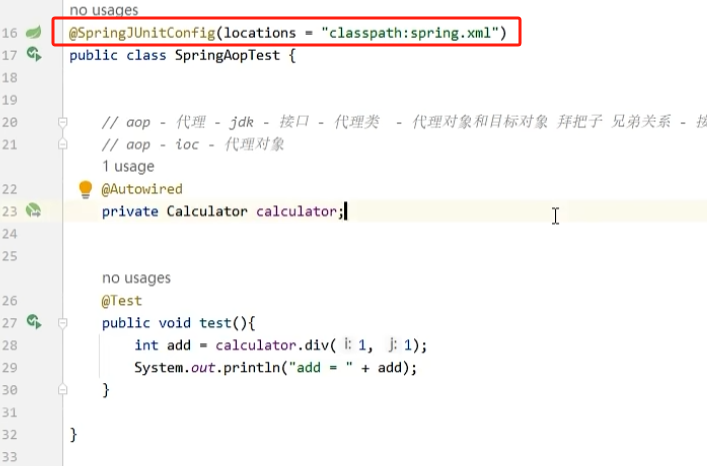 no usages
16 @SpringJUnitConfig(locations = "classpath:spring.xml")
17 public class SpringAopTest {
18
19
20 // aop - 代理 - jdk - 接口 - 代理类 - 代理对象和目标对象 拜把子 兄弟关系 -
21 // aop - ioc - 代理对象
1 usage
22 @Autowired
23 private Calculator calculator;
24
25
no usages
26 @Test
27 public void test(){
28 int add = calculator.div( i: 1, j: 1);
29 System.out.println("add = " + add);
30 }
31
32 }
33